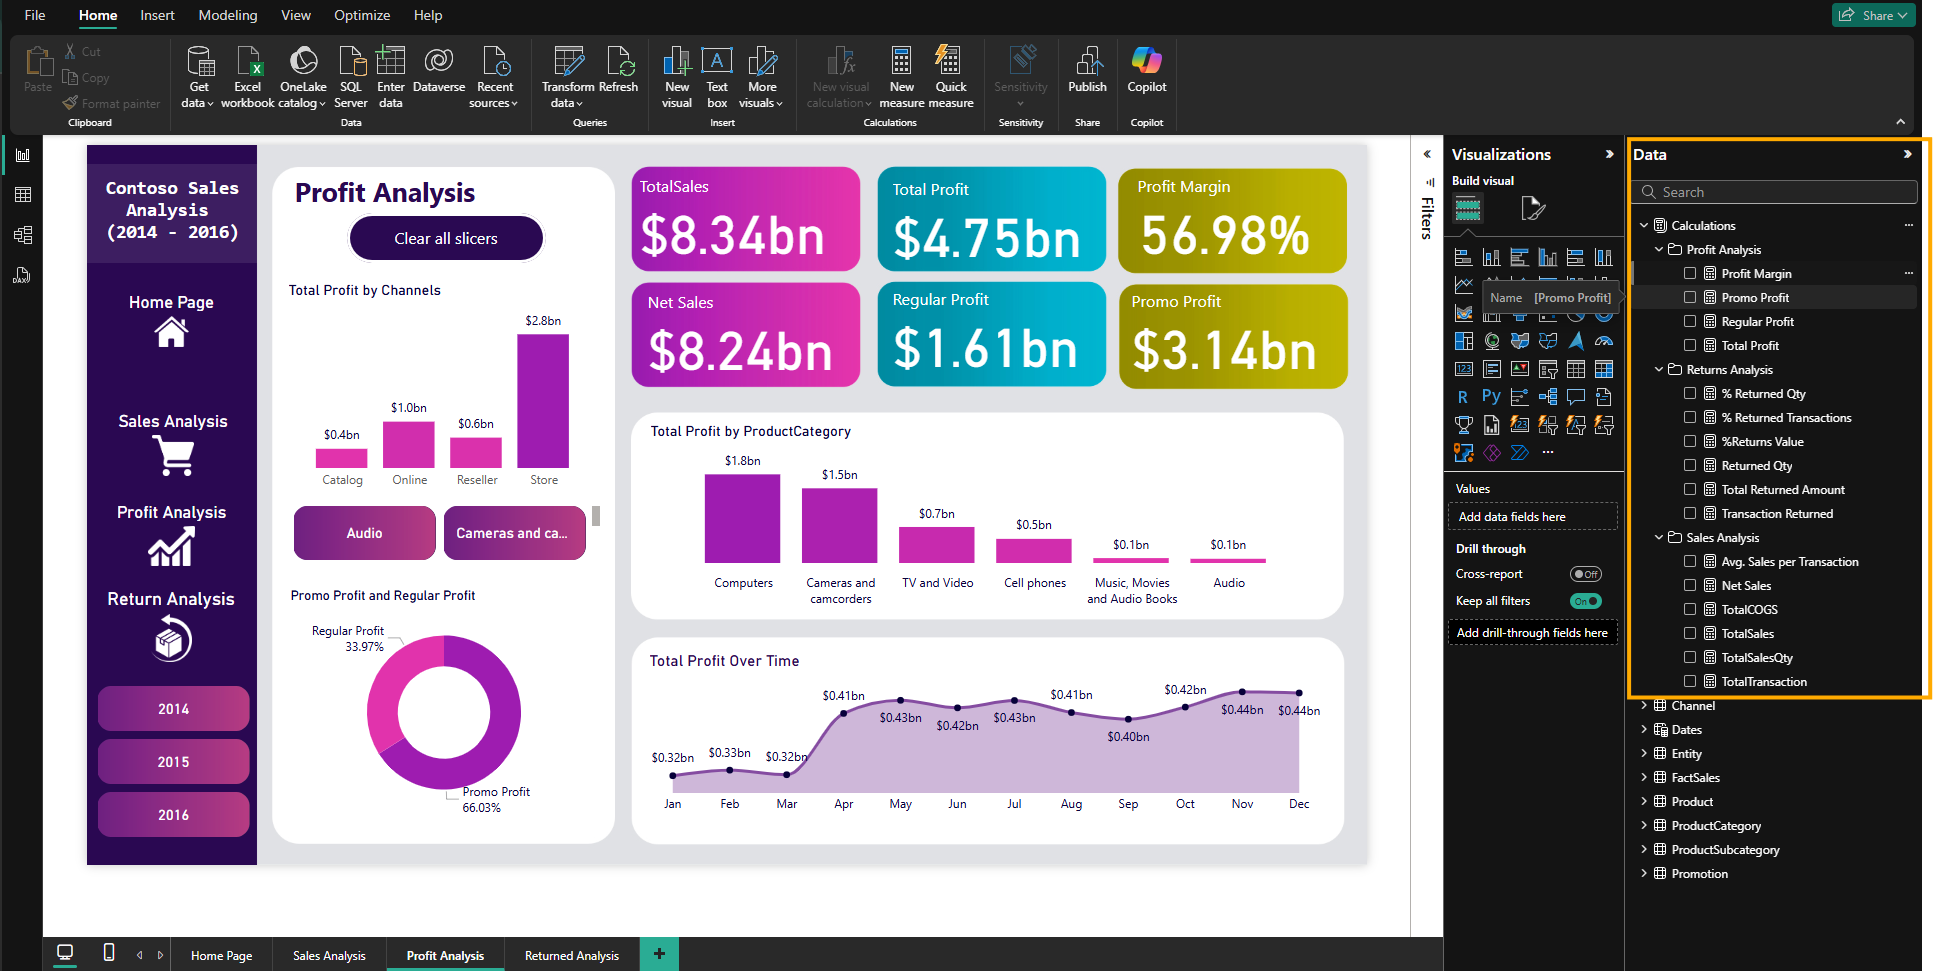 File
Home
Insert
Modeling
View
Optimize
Help
Share
Paste
Cut
Copy
Format painter
Clipboard
Get
data
Excel
workbook
OneLake
catalog
SQL
Server
Enter
data
Dataverse
Recent
sources
Data
Transform
data
Refresh
Queries
New
visual
A
Text
box
More
visuals
Insert
New visual
calculation
New
measure
Quick
measure
Calculations
Sensitivity
Sensitivity
Publish
Share
Copilot
Copilot
DAX
Contoso Sales
Analysis
(2014 - 2016)
Home Page
Sales Analysis
Profit Analysis
Return Analysis
2014
2015
2016
Profit Analysis
Clear all slicers
Total Profit by Channels
$2.8bn
$1.0bn
$0.6bn
$0.4bn
Catalog
Online
Reseller
Store
Audio
Cameras and ca...
Promo Profit and Regular Profit
Regular Profit
33.97%
Promo Profit
66.03%
TotalSales
$8.34bn
Total Profit
$4.75bn
Profit Margin
56.98%
Net Sales
$8.24bn
Regular Profit
$1.61bn
Promo Profit
$3.14bn
Total Profit by ProductCategory
$1.8bn
$1.5bn
$0.7bn
$0.5bn
$0.1bn
$0.1bn
Computers
Cameras and
camcorders
TV and Video
Cell phones
Music, Movies
and Audio Books
Audio
Total Profit Over Time
$0.32bn
$0.33bn
$0.32bn
$0.41bn
$0.43bn
$0.42bn
$0.43bn
$0.41bn
$0.40bn
$0.42bn
$0.44bn
$0.44bn
Jan
Feb
Mar
Apr
May
Jun
Jul
Aug
Sep
Oct
Nov
Dec
Filters
Visualizations
Build visual
Name [Promo Profit]
123
R
Py
123
Values
Add data fields here
Drill through
Cross-report
Off
Keep all filters
On
Add drill-through fields here
Data
Search
Calculations
Profit Analysis
Profit Margin
Promo Profit
Regular Profit
Total Profit
Returns Analysis
% Returned Qty
% Returned Transactions
%Returns Value
Returned Qty
Total Returned Amount
Transaction Returned
Sales Analysis
Avg. Sales per Transaction
Net Sales
TotalCOGS
TotalSales
TotalSalesQty
TotalTransaction
Channel
Dates
Entity
FactSales
Product
ProductCategory
ProductSubcategory
Promotion
Home Page
Sales Analysis
Profit Analysis
Returned Analysis